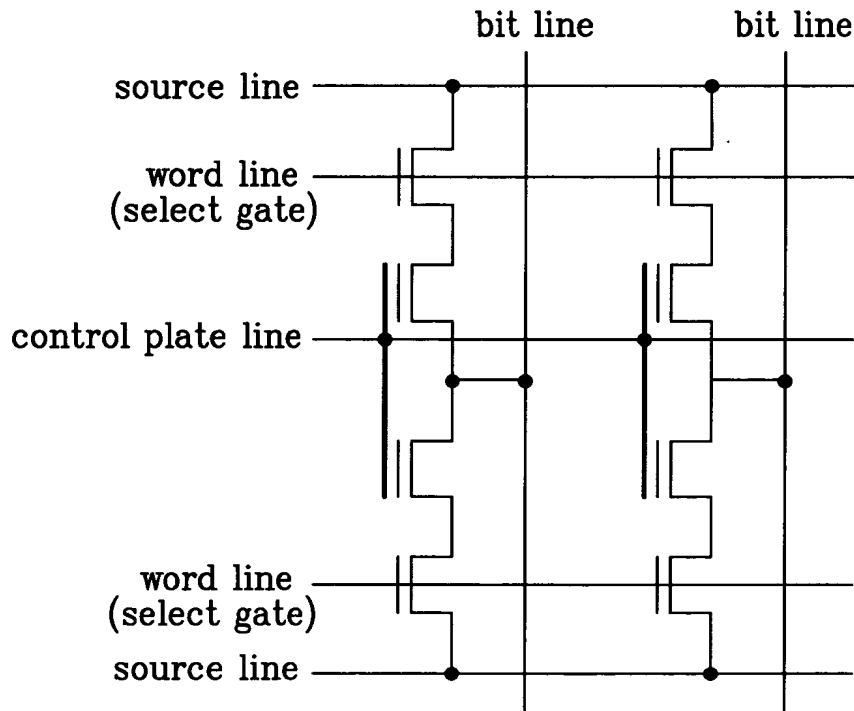 bit line
bit line
source line
word line
(select gate)
control plate line
word line
(select gate)
source line